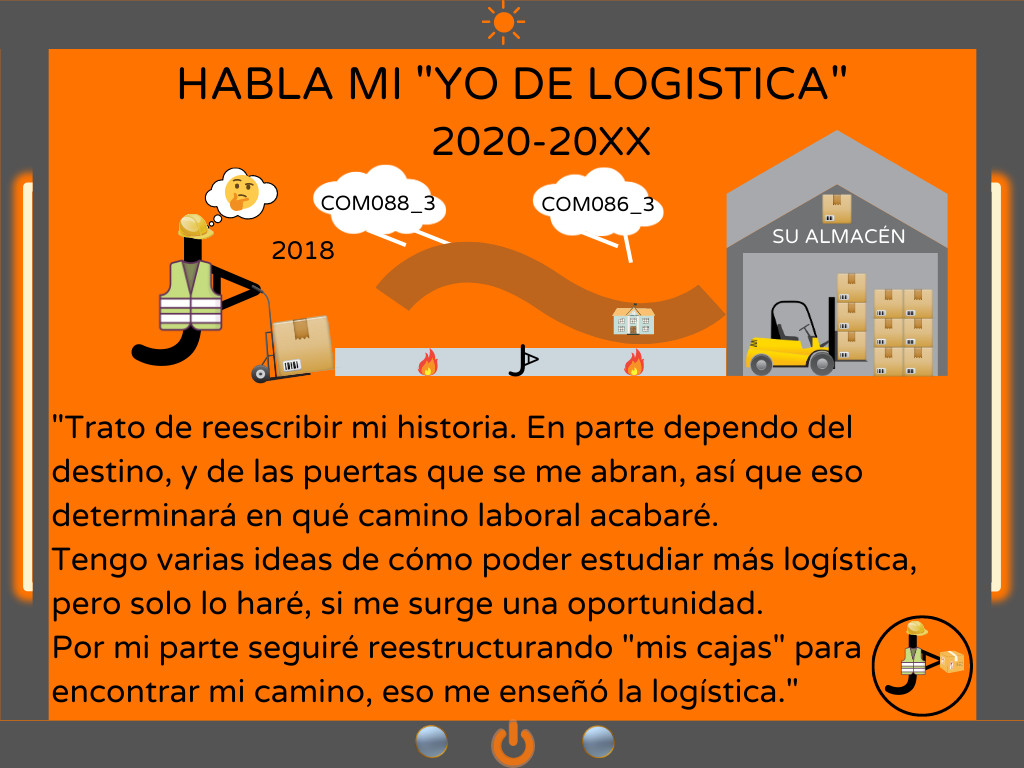 HABLA MI "YO DE LOGISTICA"
2020-20XX
COM088_3
COM086_3
2018
SU ALMACÉN
"Trato de reescribir mi historia. En parte dependo del
destino, y de las puertas que se me abran, así que eso
determinará en qué camino laboral acabaré.
Tengo varias ideas de cómo poder estudiar más logística,
pero solo lo haré, si me surge una oportunidad.
Por mi parte seguiré reestructurando "mis cajas" para
encontrar mi camino, eso me enseñó la logística."